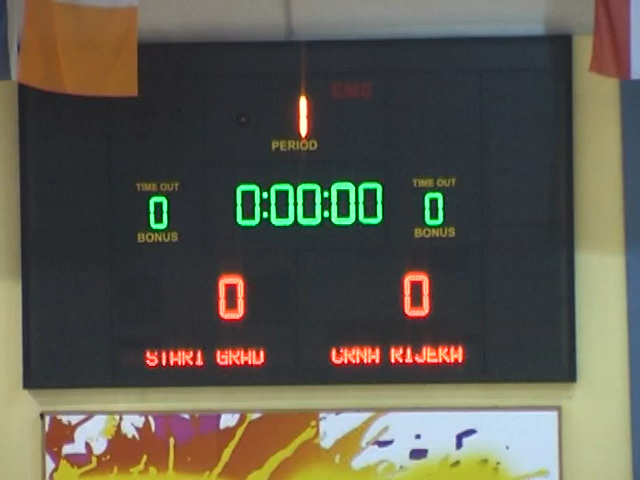 1
PERIOD
TIME OUT
0
BONUS
0:00:00
TIME OUT
0
BONUS
0
0
STARI GRAD
CRNA RIJEKA